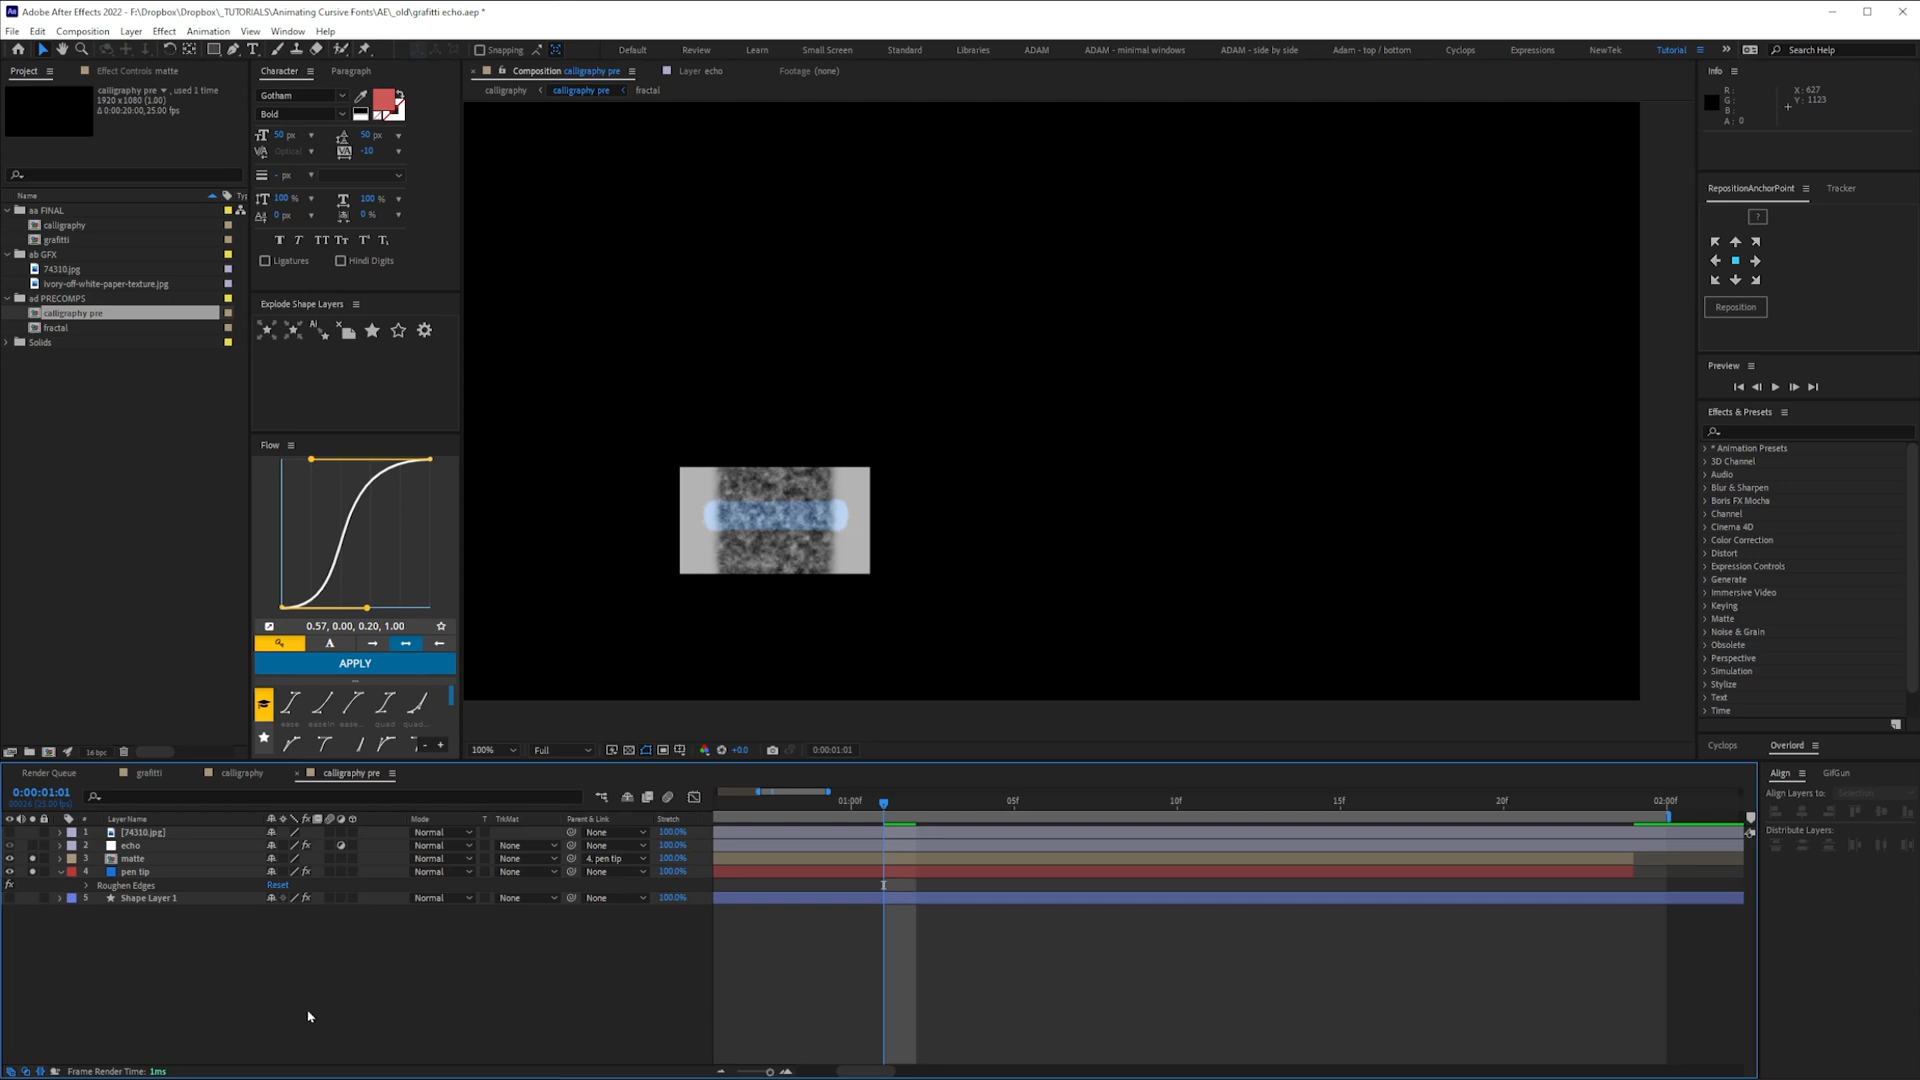 Adobe After Effects 2022 - F:\Dropbox\Dropbox\_TUTORIALS\Animating Cursive Fonts\AE\_old\grafitti echo.aep *
File Edit Composition Layer Effect Animation View Window Help
Snapping Default Review Learn Small Screen Standard Libraries ADAM ADAM - minimal windows ADAM - side by side Adam - top / bottom Cyclops Expressions NewTek Tutorial Search Help
Project Effect Controls matte Character Paragraph Composition calligraphy pre Layer echo Footage (none) Info
calligraphy pre , used 1 time
1920 x 1080 (1.00)
Δ 0:00:20:00, 25.00 fps
Gotham
Bold
calligraphy calligraphy pre fractal
R :
G :
B :
A : 0
X : 627
Y : 1123
50 px 50 px
Optical -10
- px
100 % 100 %
0 px 0 %
Ligatures Hindi Digits
Name
aa FINAL
calligraphy
grafitti
ab GFX
74310.jpg
ivory-off-white-paper-texture.jpg
ad PRECOMPS
calligraphy pre
fractal
Solids
Explode Shape Layers
Flow
0.57, 0.00, 0.20, 1.00
APPLY
ease easeIn ease... quad quad...
16 bpc
RepositionAnchorPoint Tracker
?
Reposition
Preview
Effects & Presets
* Animation Presets
3D Channel
Audio
Blur & Sharpen
Boris FX Mocha
Channel
Cinema 4D
Color Correction
Distort
Expression Controls
Generate
Immersive Video
Keying
Matte
Noise & Grain
Obsolete
Perspective
Simulation
Stylize
Text
Time
100% Full +0.0 0:00:01:01
Cyclops Overlord
Render Queue grafitti calligraphy calligraphy pre
Align GifGun
Align Layers to: Selection
Distribute Layers:
0:00:01:01
00026 (25.00 fps)
01:00f 05f 10f 15f 20f 02:00f
# Layer Name Mode T TrkMat Parent & Link Stretch
1 [74310.jpg] Normal None 100.0%
2 echo Normal None None 100.0%
3 matte Normal None 4. pen tip 100.0%
4 pen tip Normal None None 100.0%
Roughen Edges Reset
5 Shape Layer 1 Normal None None 100.0%
Frame Render Time: 1ms